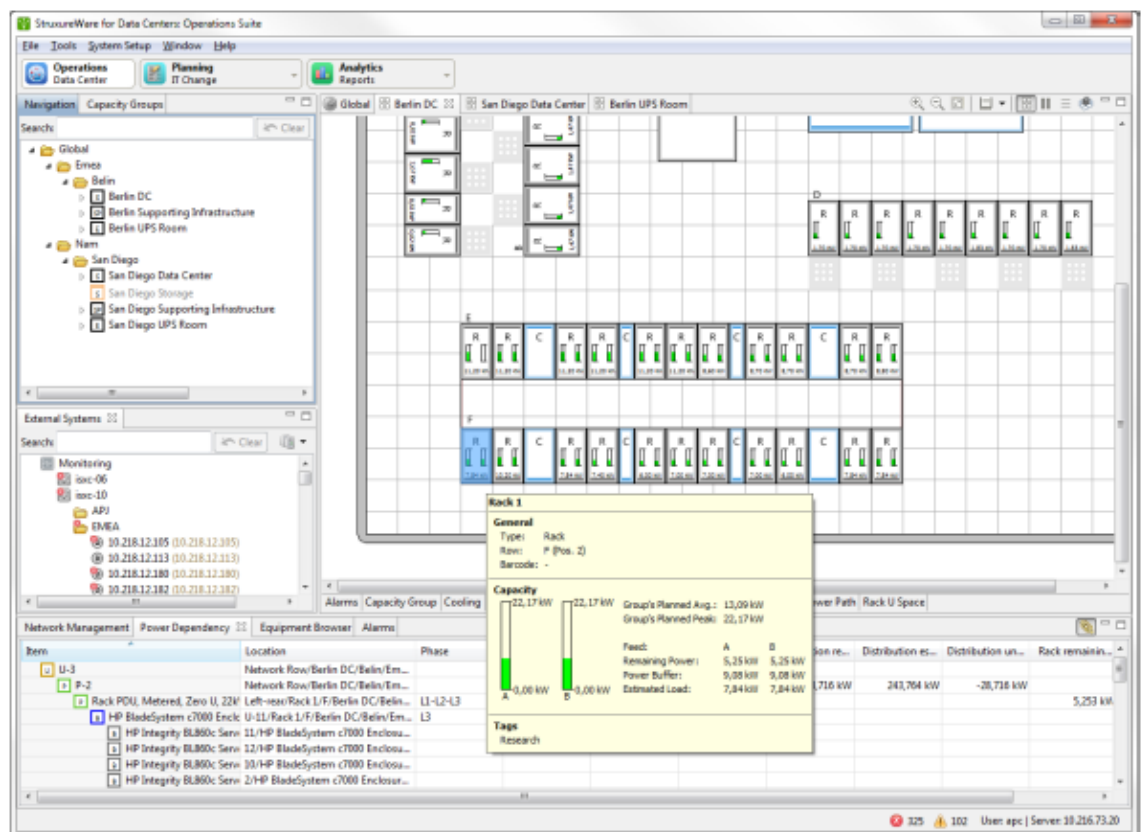 StruxureWare for Data Centers: Operations Suite
File Tools System Setup Window Help
Operations
Data Center
Planning
IT Change
Analytics
Reports
Navigation Capacity Groups
Global Berlin DC San Diego Data Center Berlin UPS Room
Search: Clear
Global
Emea
Belin
Berlin DC
Berlin Supporting Infrastructure
Berlin UPS Room
Nam
San Diego
San Diego Data Center
San Diego Storage
San Diego Supporting Infrastructure
San Diego UPS Room
D
R R R R R R R R
E
R R C R R C R R R C R R C R R
F
R R C R R C R R R C R R C R R
External Systems
Search: Clear
Monitoring
isxc-06
isxc-10
APJ
EMEA
10.218.12.105 (10.218.12.105)
10.218.12.113 (10.218.12.113)
10.218.12.180 (10.218.12.180)
10.218.12.182 (10.218.12.182)
Rack 1
General
Type: Rack
Row: F (Pos. 2)
Barcode: -
Capacity
22,17 kW 22,17 kW
0,00 kW 0,00 kW
A B
Group's Planned Avg.: 13,09 kW
Group's Planned Peak: 22,17 kW
Feed: A B
Remaining Power: 5,25 kW 5,25 kW
Power Buffer: 9,08 kW 9,08 kW
Estimated Load: 7,84 kW 7,84 kW
Tags
Research
Alarms Capacity Group Cooling Path Rack U Space
Network Management Power Dependency Equipment Browser Alarms
Item Location Phase Distribution es... Distribution un... Rack remainin...
U-3 Network Row/Berlin DC/Belin/Em...
P-2 Network Row/Berlin DC/Belin/Em... 243,764 kW -28,716 kW
Rack PDU, Metered, Zero U, 22k Left-rear/Rack 1/F/Berlin DC/Belin... L1-L2-L3 5,253 kW
HP BladeSystem c7000 Enclo U-11/Rack 1/F/Berlin DC/Belin/Em... L3
HP Integrity BL860c Serv 11/HP BladeSystem c7000 Enclosu...
HP Integrity BL860c Serv 12/HP BladeSystem c7000 Enclosu...
HP Integrity BL860c Serv 10/HP BladeSystem c7000 Enclosu...
HP Integrity BL860c Serv 2/HP BladeSystem c7000 Enclosur...
325 102 User: apc | Server: 10.216.73.20